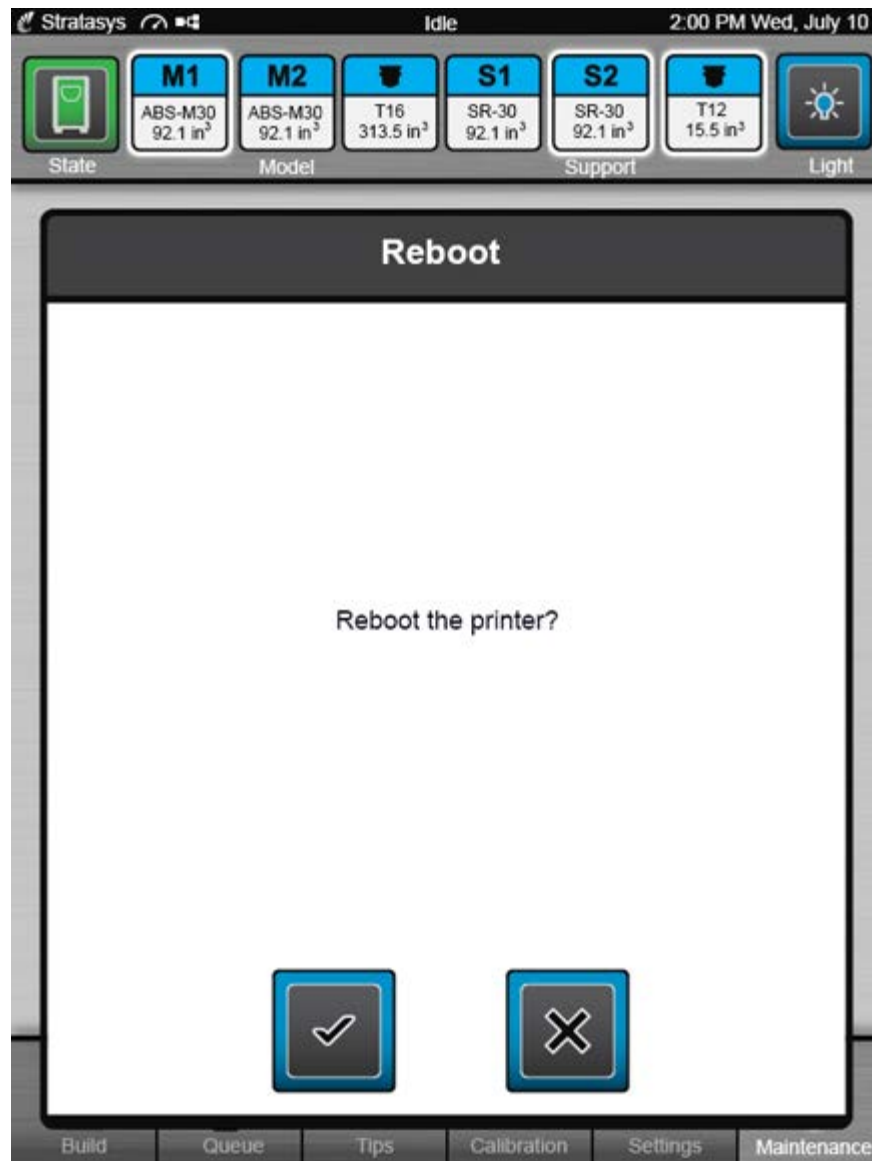 Stratasys Idle 2:00 PM Wed, July 10
M1 M2 S1 S2
ABS-M30 ABS-M30 T16 SR-30 SR-30 T12
92.1 in³ 92.1 in³ 313.5 in³ 92.1 in³ 92.1 in³ 15.5 in³
State Model Support Light
Reboot
Reboot the printer?
Build Queue Tips Calibration Settings Maintenance